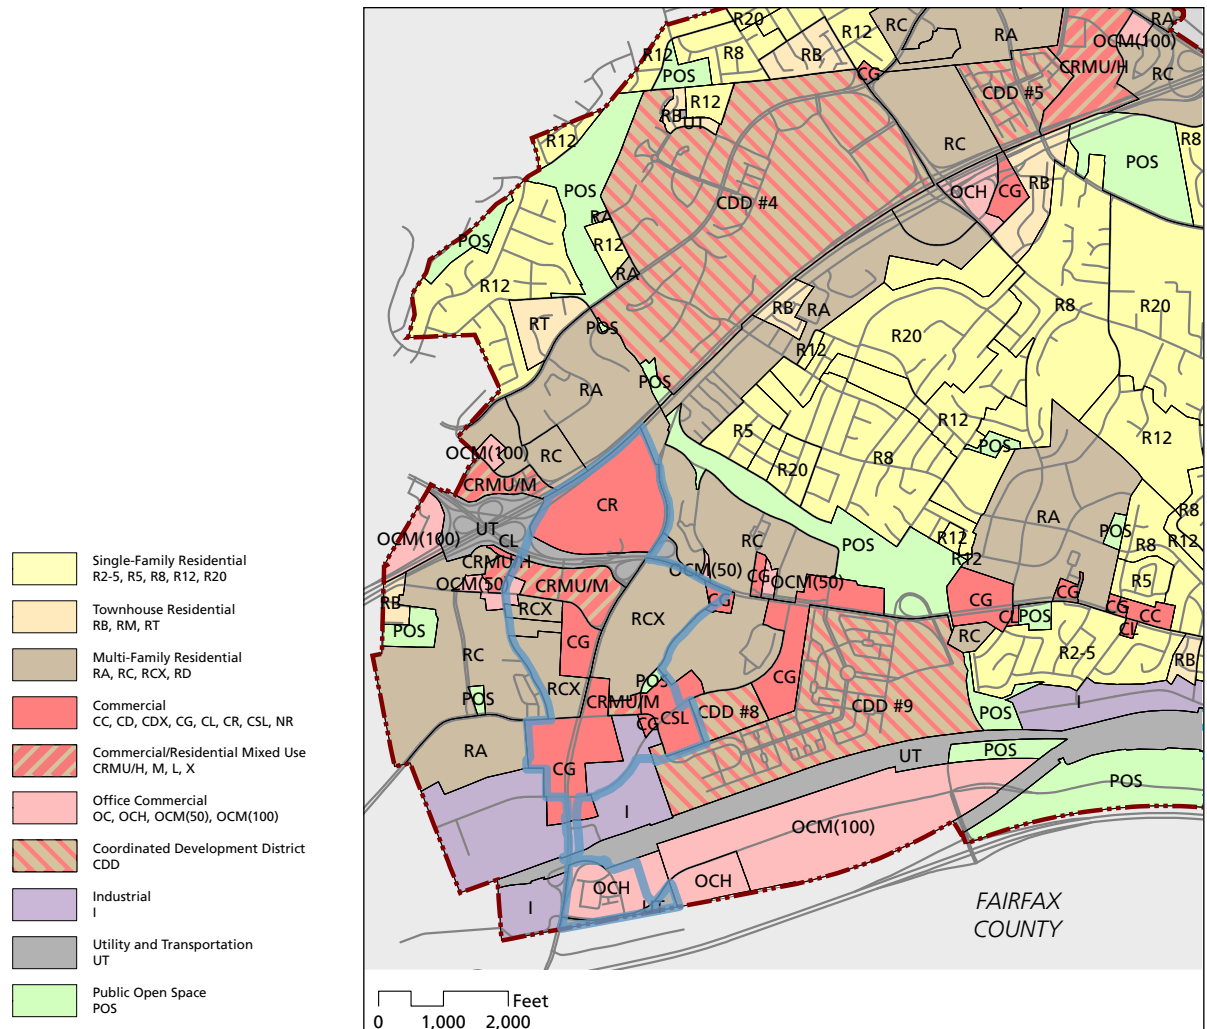 Single-Family Residential
R2-5, R5, R8, R12, R20
Townhouse Residential
RB, RM, RT
Multi-Family Residential
RA, RC, RCX, RD
Commercial
CC, CD, CDX, CG, CL, CR, CSL, NR
Commercial/Residential Mixed Use
CRMU/H, M, L, X
Office Commercial
OC, OCH, OCM(50), OCM(100)
Coordinated Development District
CDD
Industrial
I
Utility and Transportation
UT
Public Open Space
POS
R20
RC
RA
RA
R12
R8
RB
R12
OCM(100)
POS
CG
CRMU/H
RC
CDD #5
R12
RB
UT
R12
RC
POS
R8
POS
OCH
CG
RB
CDD #4
RA
R12
POS
RA
R12
RT
POS
RB
RA
R8
R20
R20
R12
RA
POS
R12
R5
R12
OCM(100)
RC
R20
R8
POS
CRMU/M
CR
RA
R8
UT
CL
OCM(100)
RC
POS
R12
R12
POS
R8
R12
CRMU/H
OCM(50)
CRMU/M
OCM(50)
CG
OCM(50)
R5
RB
RCX
CG
CG
CG
CG
CC
POS
RCX
CL
POS
CL
RC
CG
RC
R2-5
RB
RCX
POS
CG
POS
CRMU/M
CG
CSL
CDD #8
CDD #9
POS
I
RA
CG
UT
POS
POS
I
OCM(100)
OCH
OCH
I
UT
FAIRFAX
COUNTY
Feet
0 1,000 2,000